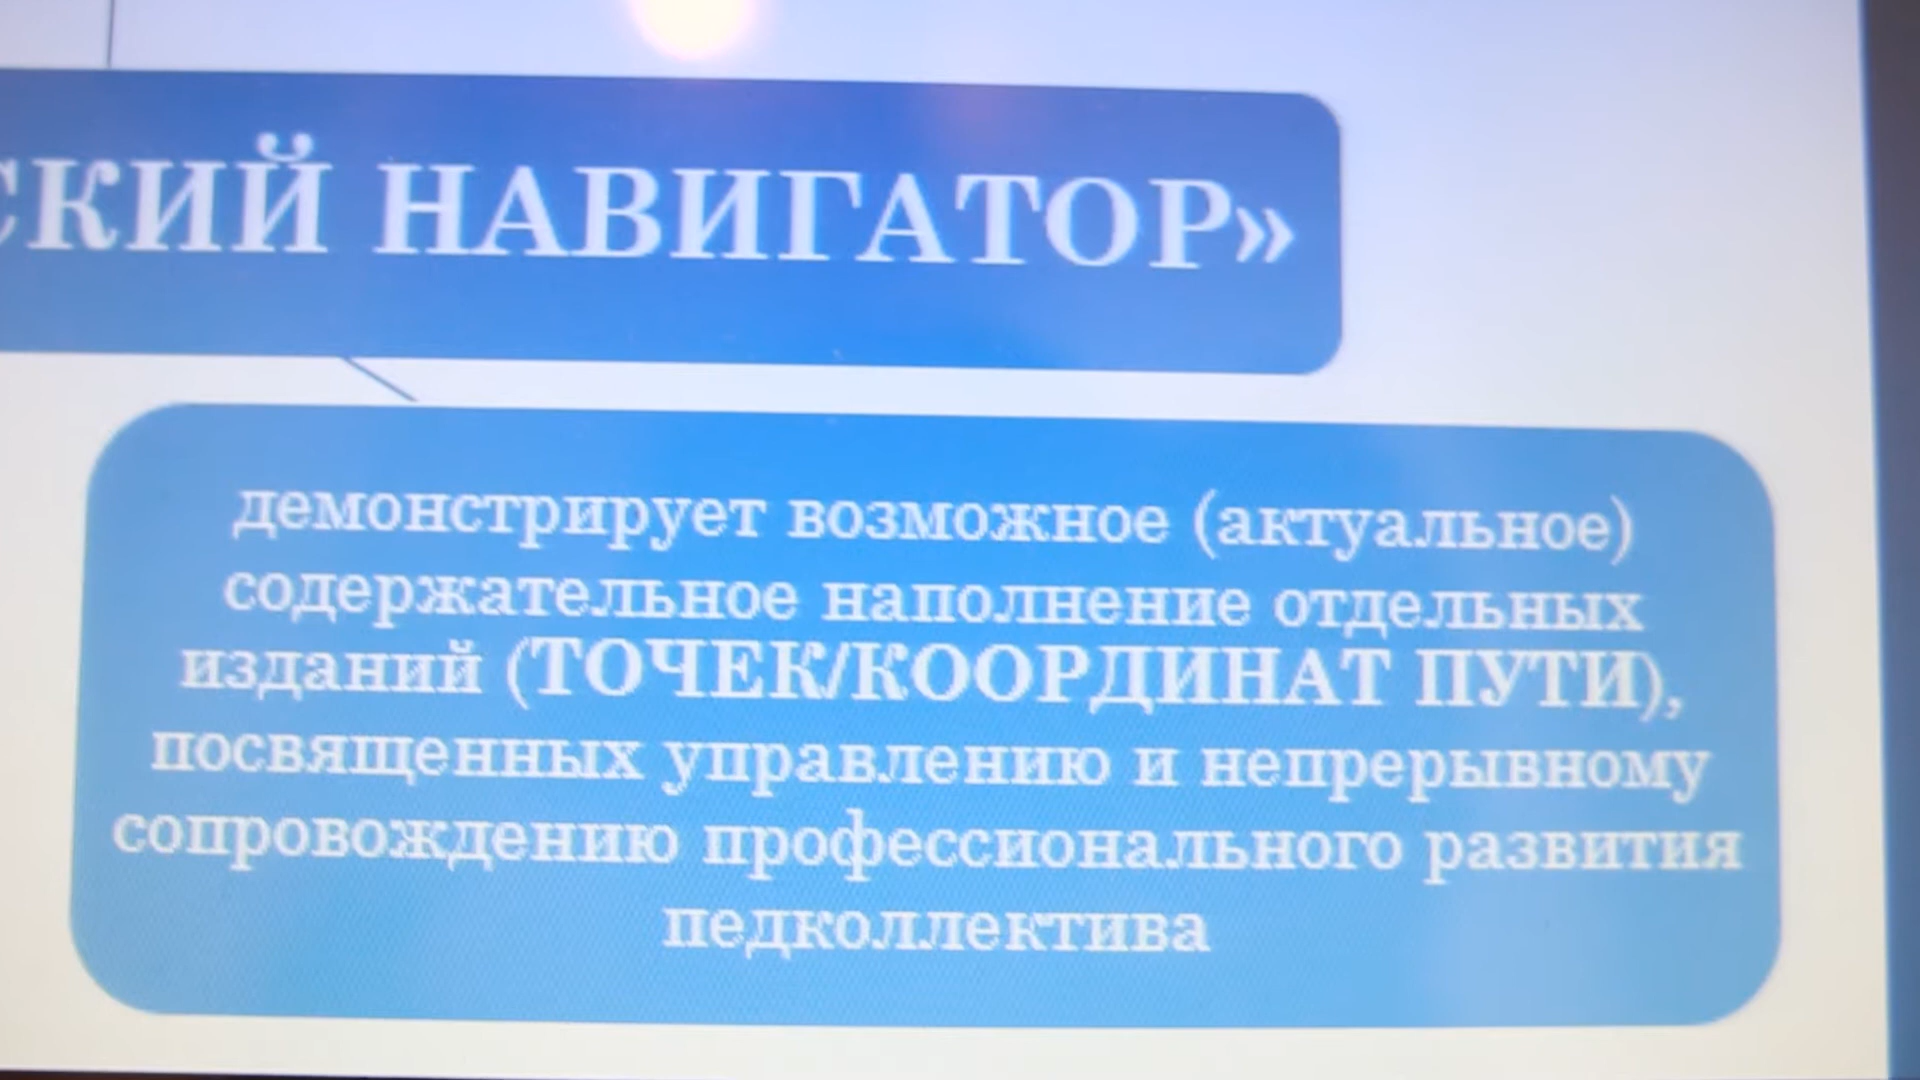 СКИЙ НАВИГАТОР»
демонстрирует возможное (актуальное)
содержательное наполнение отдельных
изданий (ТОЧЕК/КООРДИНАТ ПУТИ),
посвященных управлению и непрерывному
сопровождению профессионального развития
педколлектива